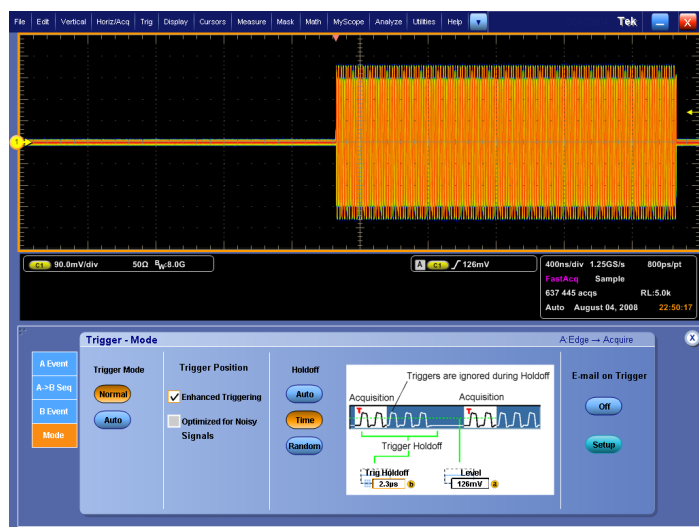 File Edit Vertical Horiz/Acq Trig Display Cursors Measure Mask Math MyScope Analyze Utilities Help Tek X
1
C1 90.0mV/div 50Ω BW:8.0G
A C1 126mV
400ns/div 1.25GS/s 800ps/pt
FastAcq Sample
637 445 acqs RL:5.0k
Auto August 04, 2008 22:50:17
Trigger - Mode
A:Edge → Acquire
X
A Event
A->B Seq
B Event
Mode
Trigger Mode
Normal
Auto
Trigger Position
Enhanced Triggering
Optimized for Noisy
Signals
Holdoff
Auto
Time
Random
Triggers are ignored during Holdoff
Acquisition Acquisition
T T
Trigger Holdoff
Trig Holdoff
2.3µs b
Level
126mV a
E-mail on Trigger
Off
Setup